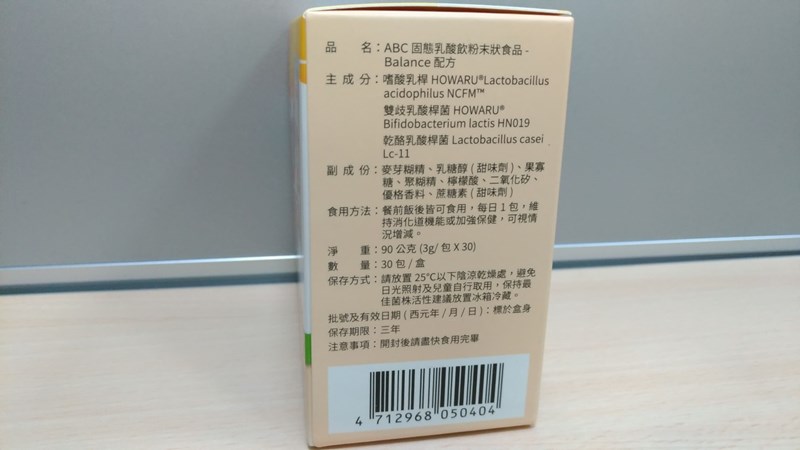 品　　名：ABC 固態乳酸飲粉末狀食品 -
Balance 配方
主 成 分：嗜酸乳桿 HOWARU®Lactobacillus
acidophilus NCFM™
雙歧乳酸桿菌 HOWARU®
Bifidobacterium lactis HN019
乾酪乳酸桿菌 Lactobacillus casei
Lc-11
副 成 份：麥芽糊精、乳糖醇 ( 甜味劑 )、果寡
糖、聚糊精、檸檬酸、二氧化矽、
優格香料、蔗糖素 ( 甜味劑 )
食用方法：餐前飯後皆可食用，每日 1 包，維
持消化道機能或加強保健，可視情
況增減。
淨　　重：90 公克 (3g/ 包 X 30)
數　　量：30 包 / 盒
保存方式：請放置 25℃以下陰涼乾燥處，避免
日光照射及兒童自行取用，保持最
佳菌株活性建議放置冰箱冷藏。
批號及有效日期 ( 西元年 / 月 / 日 )：標於盒身
保存期限：三年
注意事項：開封後請盡快食用完畢
4 712968 050404